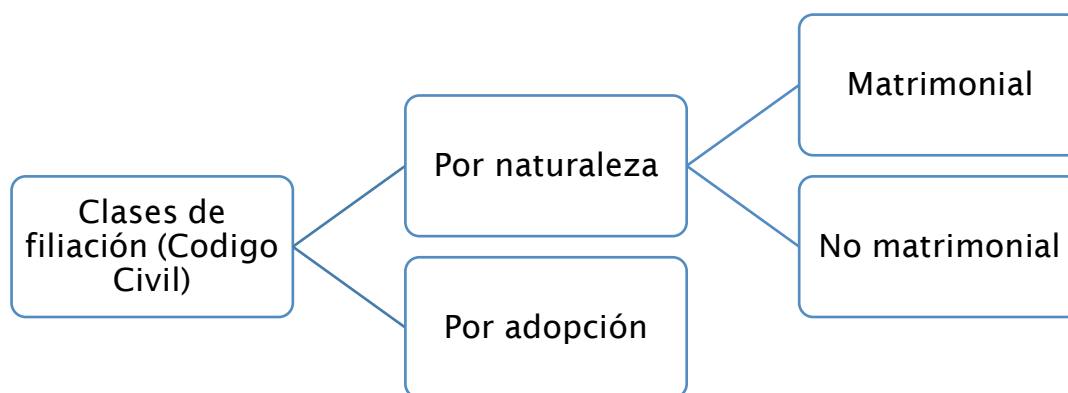 Clases de
filiación (Codigo
Civil)
Por naturaleza
Por adopción
Matrimonial
No matrimonial